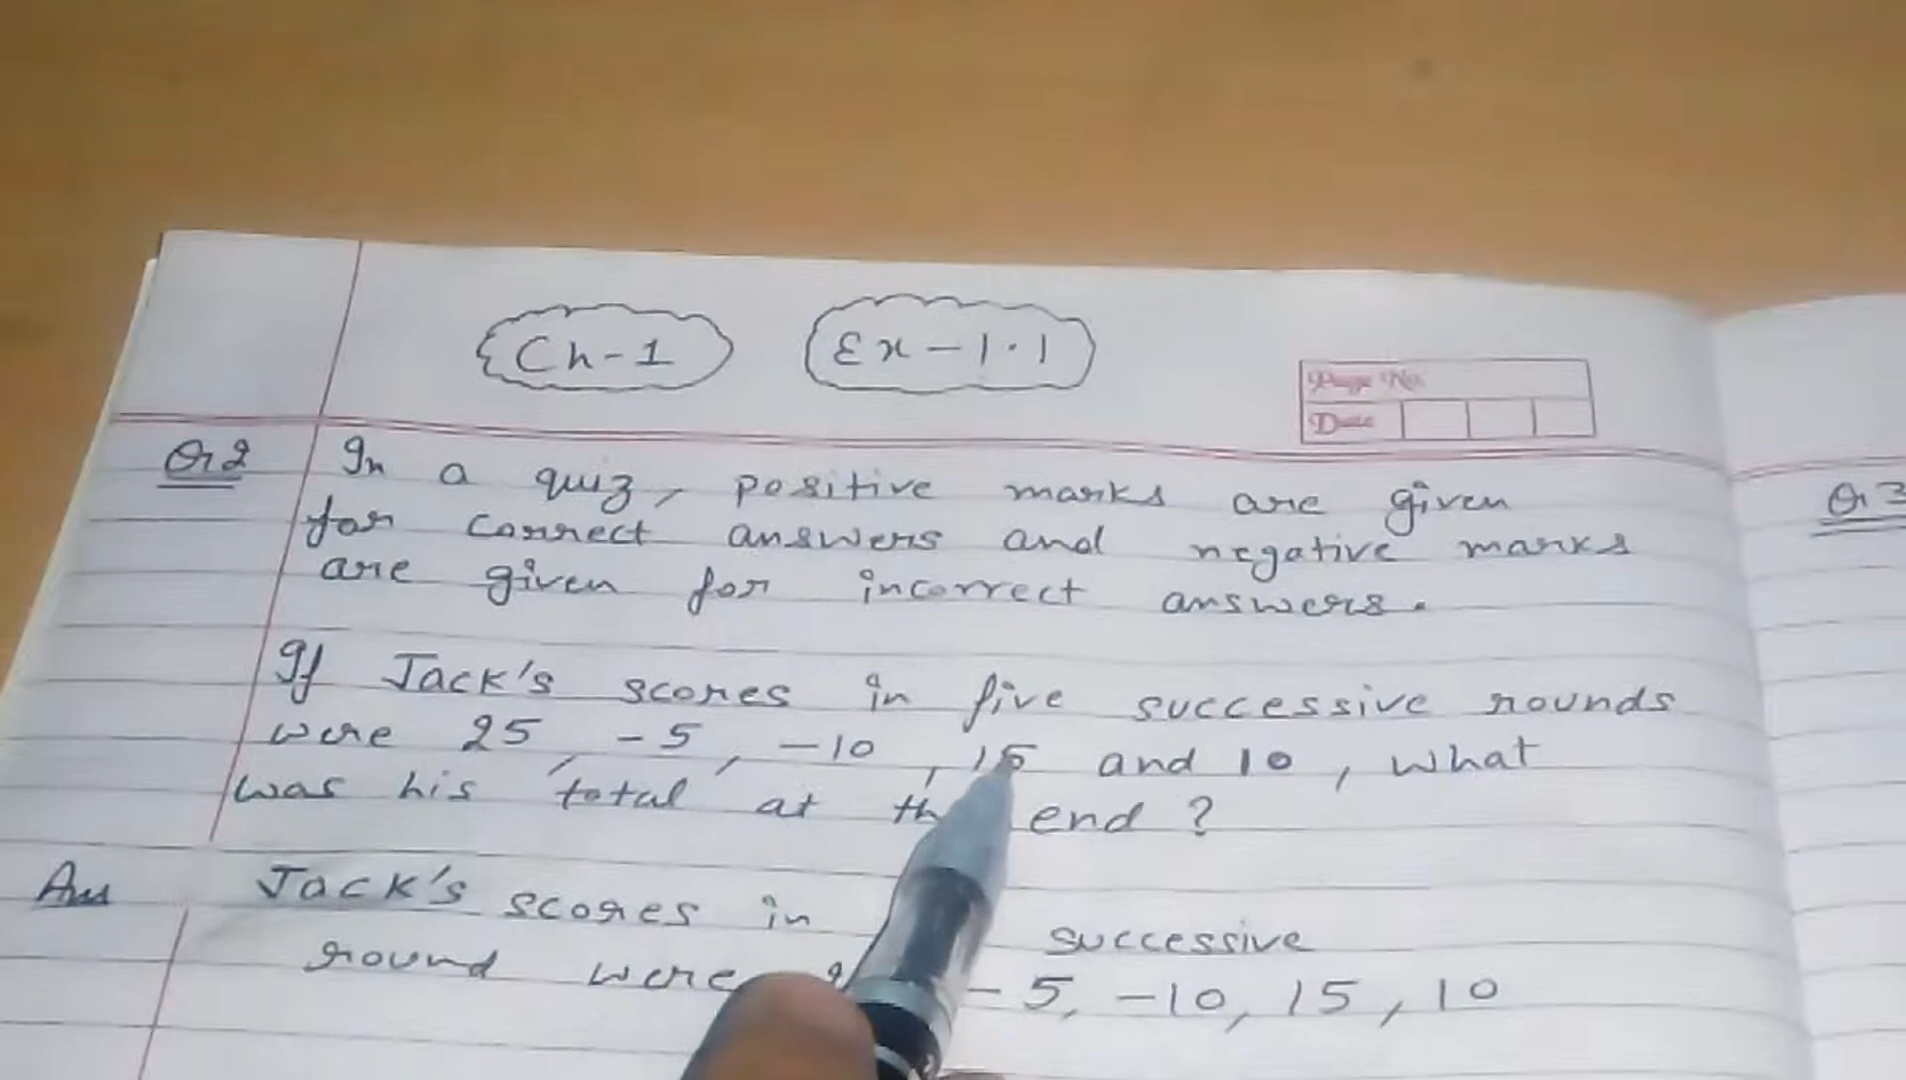 Ch-1
Ex-1.1
Page No.
Date
Q2 In a quiz, positive marks are given
for correct answers and negative marks
are given for incorrect answers.
If Jack's scores in five successive rounds
were 25, -5, -10, 15 and 10, what
was his total at end ?
Ans Jack's scores in successive
round were -5, -10, 15, 10
Q3